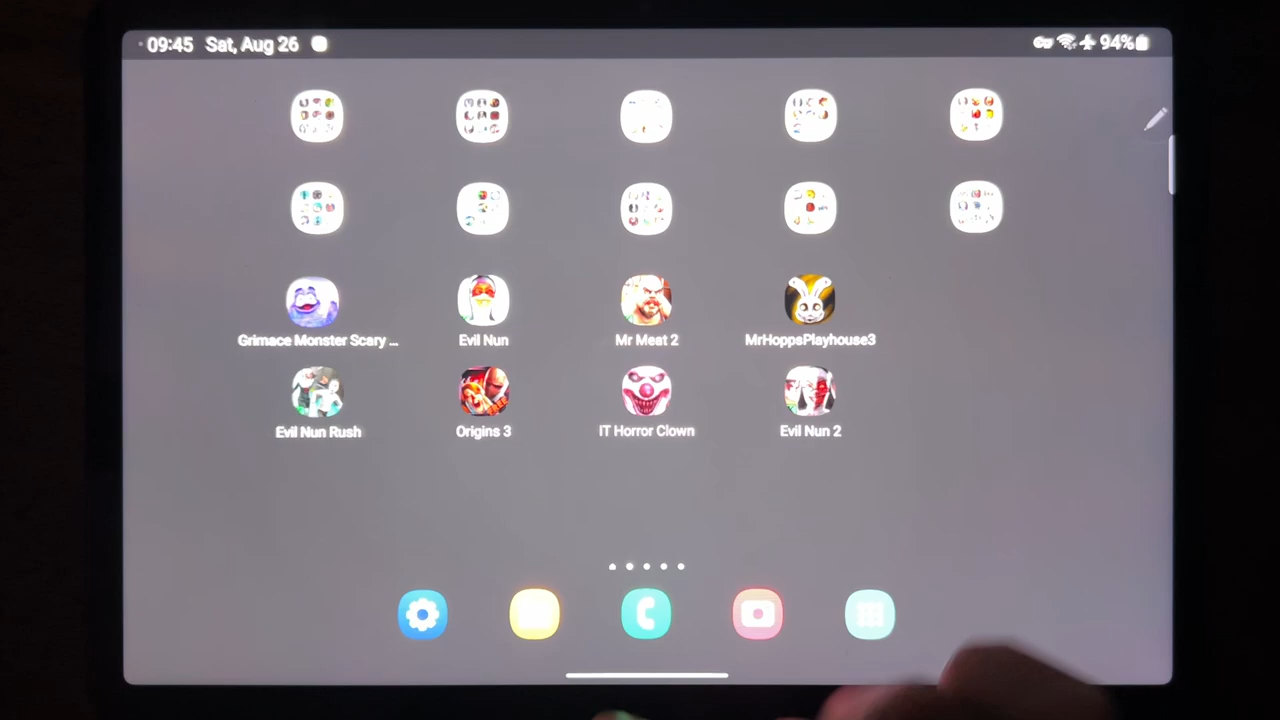 09:45 Sat, Aug 26 94%
Grimace Monster Scary ... Evil Nun Mr Meat 2 MrHoppsPlayhouse3
Evil Nun Rush Origins 3 IT Horror Clown Evil Nun 2